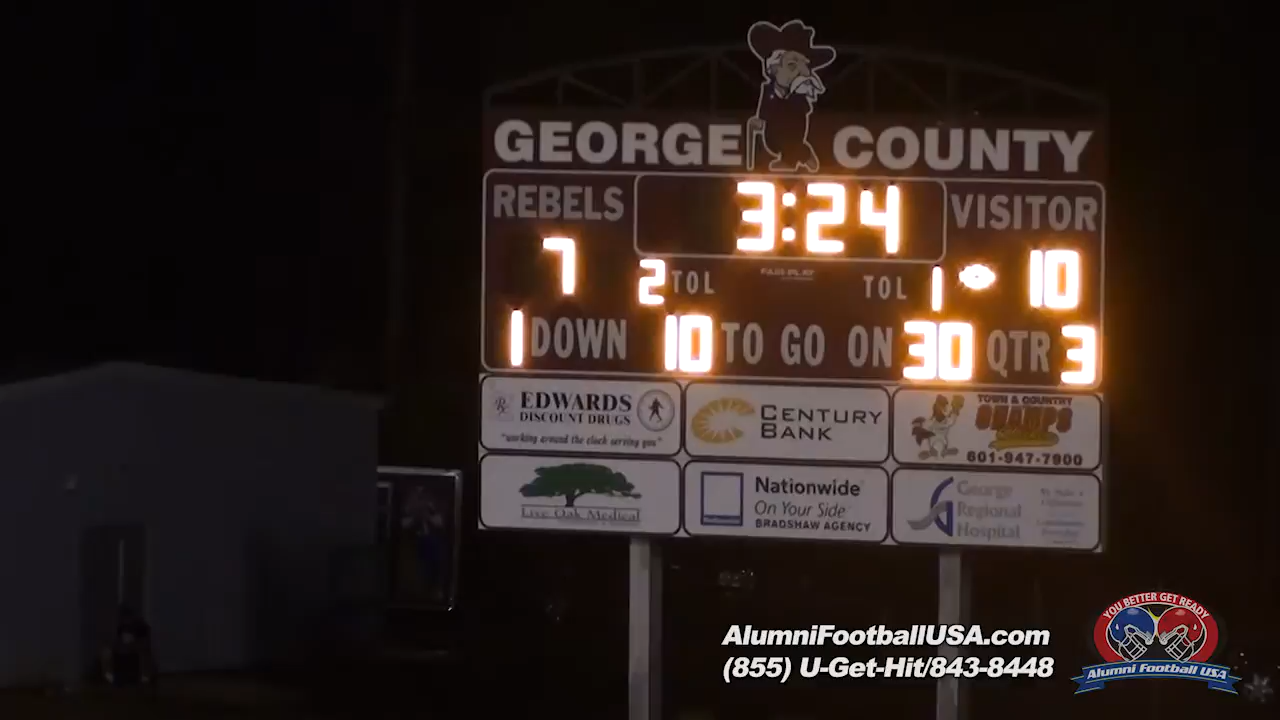 GEORGE COUNTY
REBELS 3:24 VISITOR
7 2 TOL TOL 1 10
1 DOWN 10 TO GO ON 30 QTR 3
EDWARDS
DISCOUNT DRUGS
"working around the clock serving you"
CENTURY
BANK
TOWN & COUNTRY
CHAMPS
601-947-7900
Live Oak Medical
Nationwide
On Your Side
BRADSHAW AGENCY
George
Regional
Hospital
AlumniFootballUSA.com
(855) U-Get-Hit/843-8448
YOU BETTER GET READY
Alumni Football USA